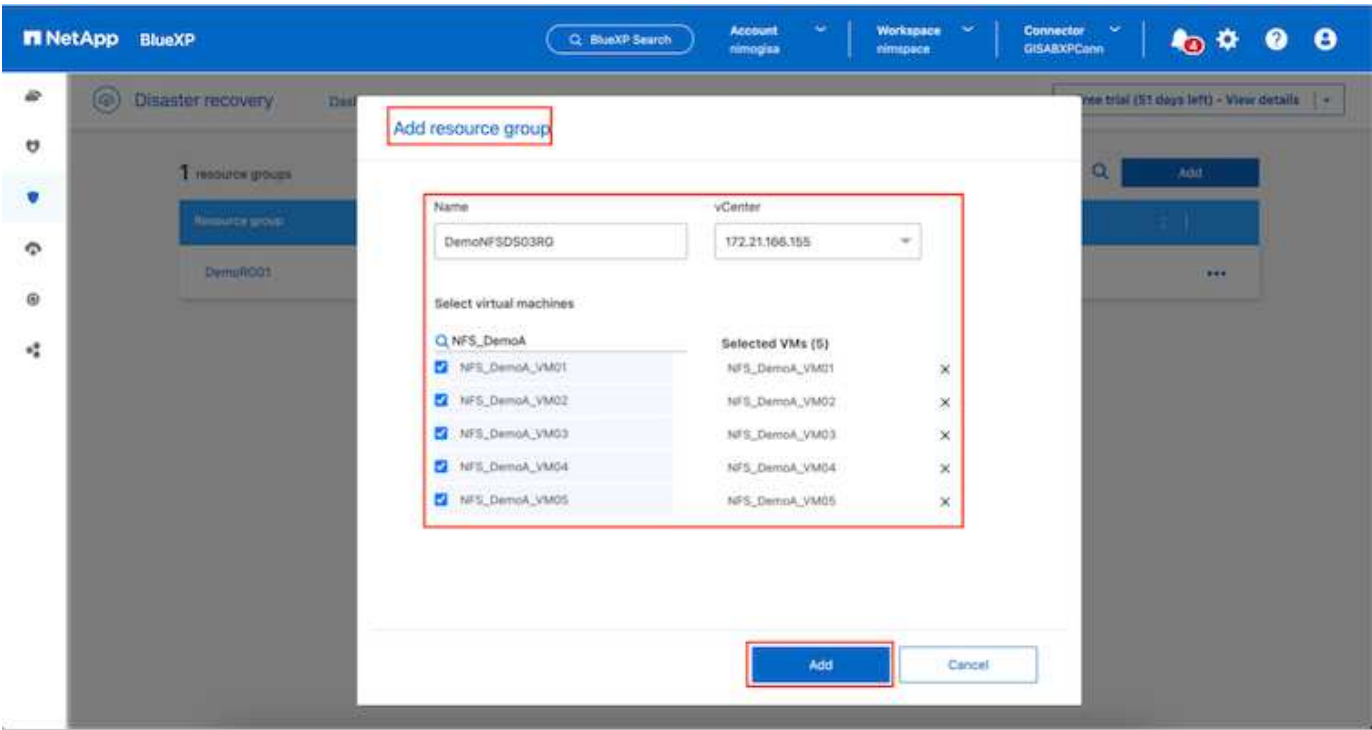 NetApp BlueXP
BlueXP Search
Account
nimogisa
Workspace
nimspace
Connector
GISABXPConn
4
Disaster recovery
Free trial (51 days left) - View details
Add resource group
1 resource groups
Add
Resource group
DemoRG01
Name
vCenter
DemoNFSDS03RG
172.21.166.155
Select virtual machines
NFS_DemoA
Selected VMs (5)
NFS_DemoA_VM01
NFS_DemoA_VM01
NFS_DemoA_VM02
NFS_DemoA_VM02
NFS_DemoA_VM03
NFS_DemoA_VM03
NFS_DemoA_VM04
NFS_DemoA_VM04
NFS_DemoA_VM05
NFS_DemoA_VM05
Add
Cancel